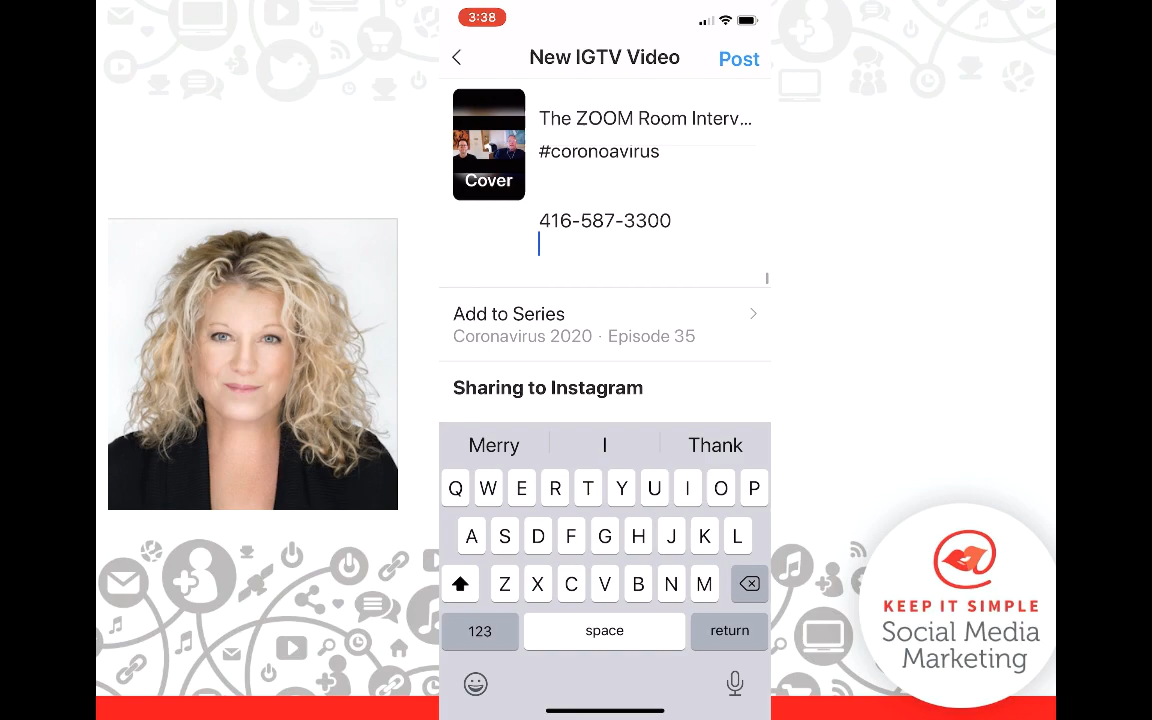 3:38
New IGTV Video
Post
The ZOOM Room Interv...
#coronoavirus
Cover
416-587-3300
Add to Series
Coronavirus 2020 · Episode 35
Sharing to Instagram
Merry I Thank
Q W E R T Y U I O P
A S D F G H J K L
Z X C V B N M
123 space return
KEEP IT SIMPLE
Social Media
Marketing